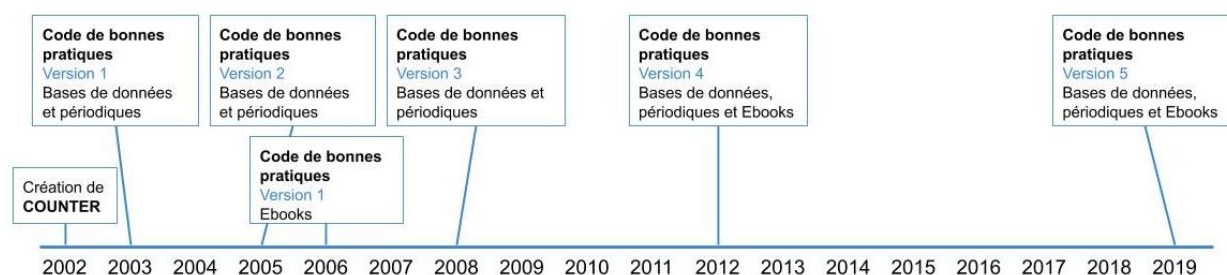 Code de bonnes
pratiques
Version 1
Bases de données
et périodiques
Code de bonnes
pratiques
Version 2
Bases de données
et périodiques
Code de bonnes
pratiques
Version 3
Bases de données et
périodiques
Code de bonnes
pratiques
Version 4
Bases de données,
périodiques et Ebooks
Code de bonnes
pratiques
Version 5
Bases de données,
périodiques et Ebooks
Création de
COUNTER
Code de bonnes
pratiques
Version 1
Ebooks
2002 2003 2004 2005 2006 2007 2008 2009 2010 2011 2012 2013 2014 2015 2016 2017 2018 2019